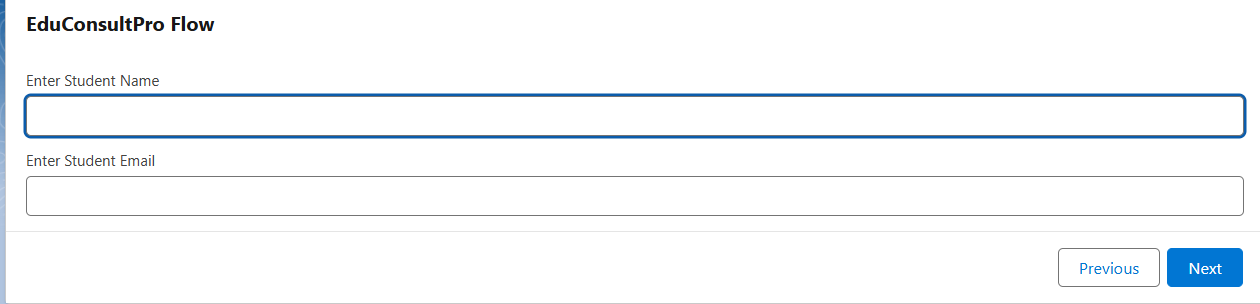 EduConsultPro Flow
Enter Student Name
Enter Student Email
Previous Next